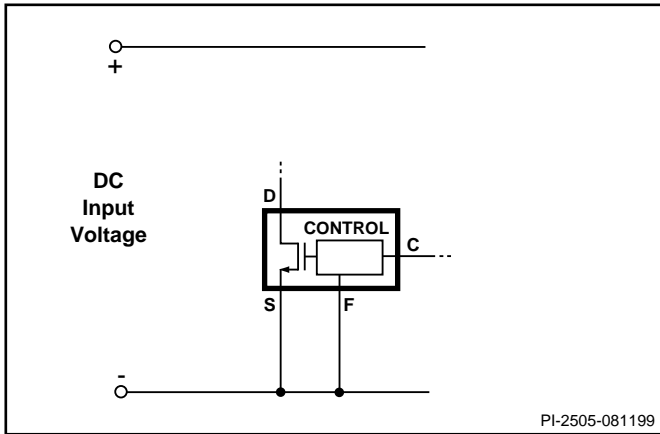 +
DC
Input
Voltage
D
CONTROL
C
S
F
-
PI-2505-081199